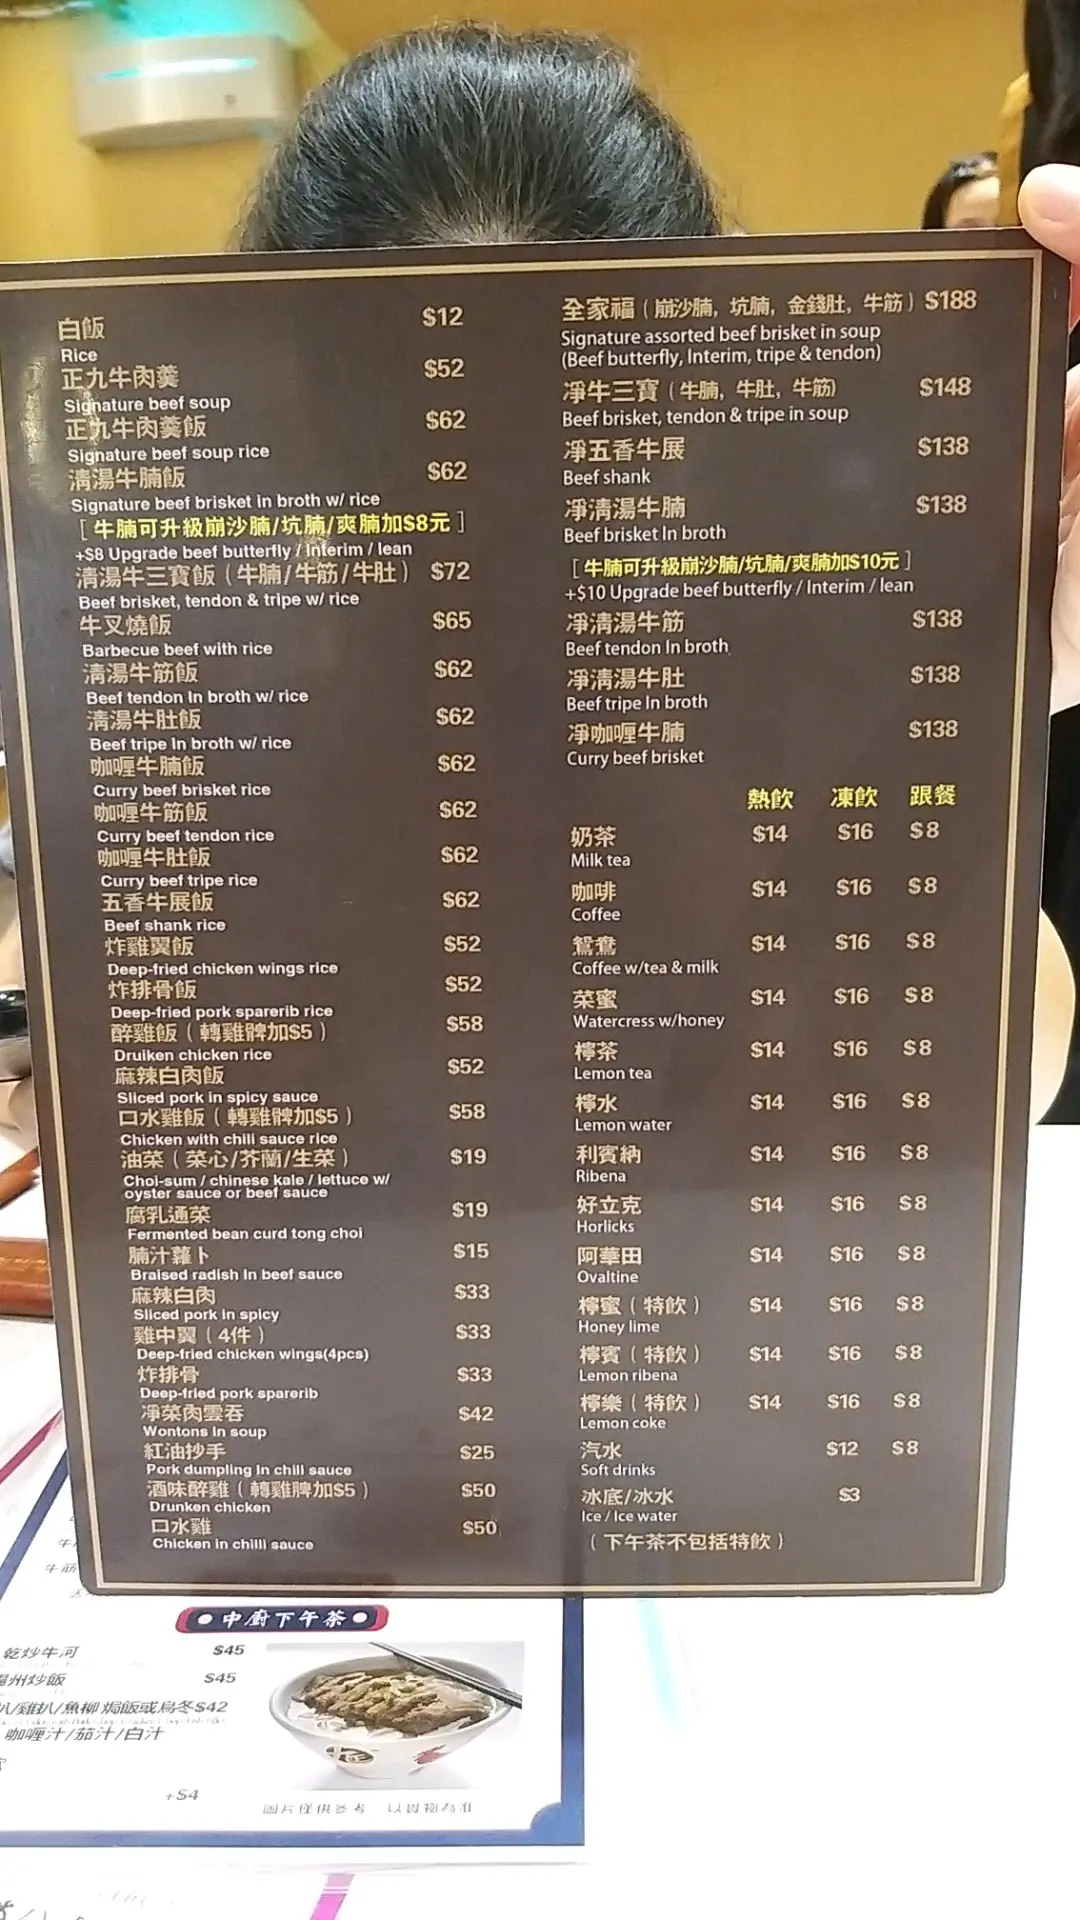 白飯 $12
Rice
正九牛肉羹 $52
Signature beef soup
正九牛肉羹飯 $62
Signature beef soup rice
清湯牛腩飯 $62
Signature beef brisket in broth w/ rice
[ 牛腩可升級崩沙腩/坑腩/爽腩加$8元 ]
+$8 Upgrade beef butterfly / Interim / lean
清湯牛三寶飯 ( 牛腩/牛筋/牛肚 ) $72
Beef brisket, tendon & tripe w/ rice
牛叉燒飯 $65
Barbecue beef with rice
清湯牛筋飯 $62
Beef tendon In broth w/ rice
清湯牛肚飯 $62
Beef tripe In broth w/ rice
咖喱牛腩飯 $62
Curry beef brisket rice
咖喱牛筋飯 $62
Curry beef tendon rice
咖喱牛肚飯 $62
Curry beef tripe rice
五香牛展飯 $62
Beef shank rice
炸雞翼飯 $52
Deep-fried chicken wings rice
炸排骨飯 $52
Deep-fried pork sparerib rice
醉雞飯 ( 轉雞髀加$5 ) $58
Druiken chicken rice
麻辣白肉飯 $52
Sliced pork in spicy sauce
口水雞飯 ( 轉雞髀加$5 ) $58
Chicken with chili sauce rice
油菜 ( 菜心/芥蘭/生菜 ) $19
Choi-sum / chinese kale / lettuce w/
oyster sauce or beef sauce
腐乳通菜 $19
Fermented bean curd tong choi
腩汁蘿卜 $15
Braised radish In beef sauce
麻辣白肉 $33
Sliced pork in spicy
雞中翼 ( 4件 ) $33
Deep-fried chicken wings(4pcs)
炸排骨 $33
Deep-fried pork sparerib
淨菜肉雲吞 $42
Wontons in soup
紅油抄手 $25
Pork dumpling In chili sauce
酒味醉雞 ( 轉雞髀加$5 ) $50
Drunken chicken
口水雞 $50
Chicken in chilli sauce
全家福 ( 崩沙腩, 坑腩, 金錢肚, 牛筋 ) $188
Signature assorted beef brisket in soup
(Beef butterfly, Interim, tripe & tendon)
淨牛三寶 ( 牛腩, 牛肚, 牛筋) $148
Beef brisket, tendon & tripe in soup
淨五香牛展 $138
Beef shank
淨清湯牛腩 $138
Beef brisket In broth
[ 牛腩可升級崩沙腩/坑腩/爽腩加$10元 ]
+$10 Upgrade beef butterfly / Interim / lean
淨清湯牛筋 $138
Beef tendon In broth
淨清湯牛肚 $138
Beef tripe In broth
淨咖喱牛腩 $138
Curry beef brisket
熱飲 凍飲 跟餐
奶茶 $14 $16 $8
Milk tea
咖啡 $14 $16 $8
Coffee
鴛鴦 $14 $16 $8
Coffee w/tea & milk
菜蜜 $14 $16 $8
Watercress w/honey
檸茶 $14 $16 $8
Lemon tea
檸水 $14 $16 $8
Lemon water
利賓納 $14 $16 $8
Ribena
好立克 $14 $16 $8
Horlicks
阿華田 $14 $16 $8
Ovaltine
檸蜜 ( 特飲 ) $14 $16 $8
Honey lime
檸賓 ( 特飲 ) $14 $16 $8
Lemon ribena
檸樂 ( 特飲 ) $14 $16 $8
Lemon coke
汽水 $12 $8
Soft drinks
冰底/冰水 $3
Ice / Ice water
( 下午茶不包括特飲 )
中廚下午茶
乾炒牛河 $45
州炒飯 $45
扒/雞扒/魚柳 焗飯或烏冬$42
咖喱汁/茄汁/白汁
+$4